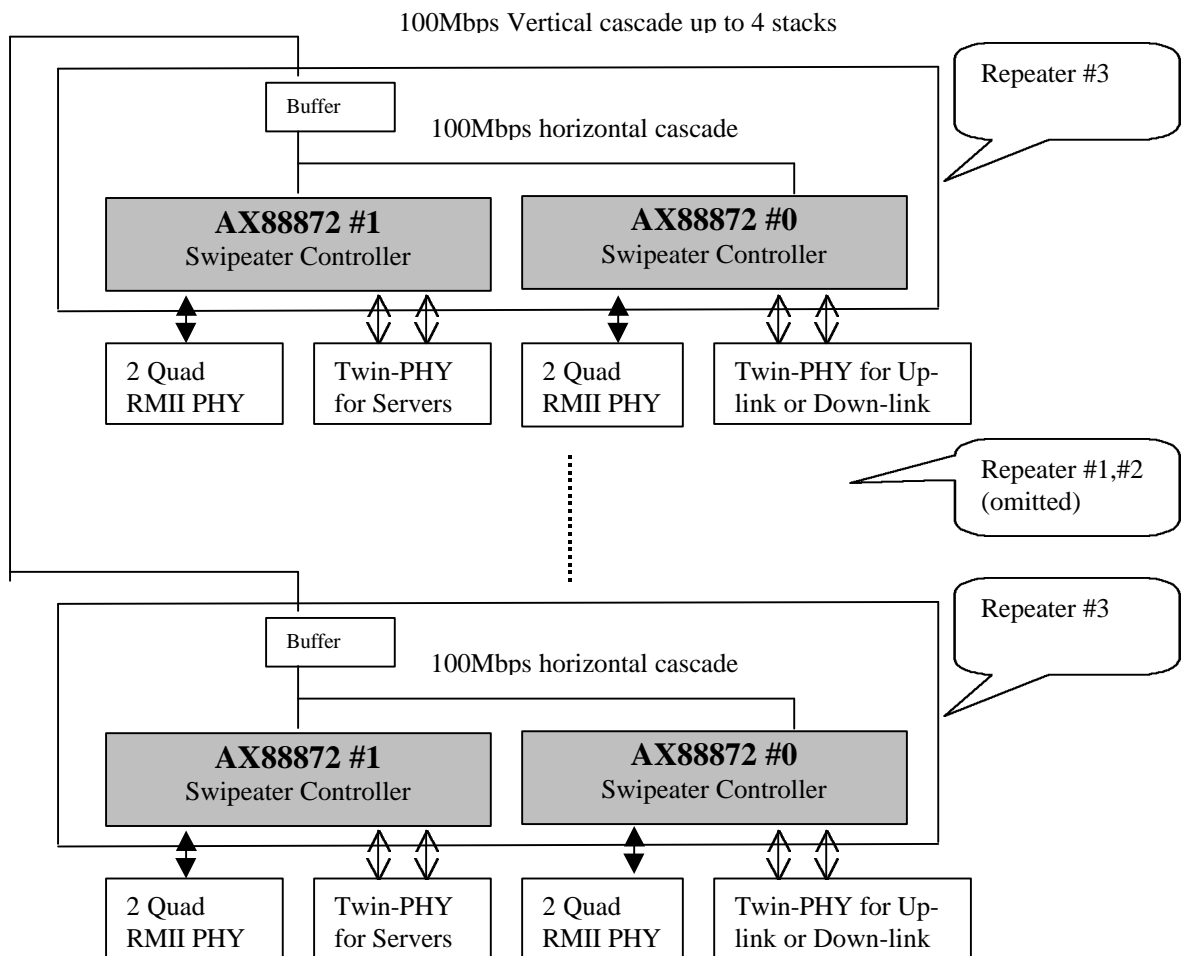 100Mbps Vertical cascade up to 4 stacks
Repeater #3
Buffer
100Mbps horizontal cascade
AX88872 #1
Swipeater Controller
AX88872 #0
Swipeater Controller
2 Quad
RMII PHY
Twin-PHY
for Servers
2 Quad
RMII PHY
Twin-PHY for Up-
link or Down-link
Repeater #1,#2
(omitted)
Repeater #3
Buffer
100Mbps horizontal cascade
AX88872 #1
Swipeater Controller
AX88872 #0
Swipeater Controller
2 Quad
RMII PHY
Twin-PHY
for Servers
2 Quad
RMII PHY
Twin-PHY for Up-
link or Down-link